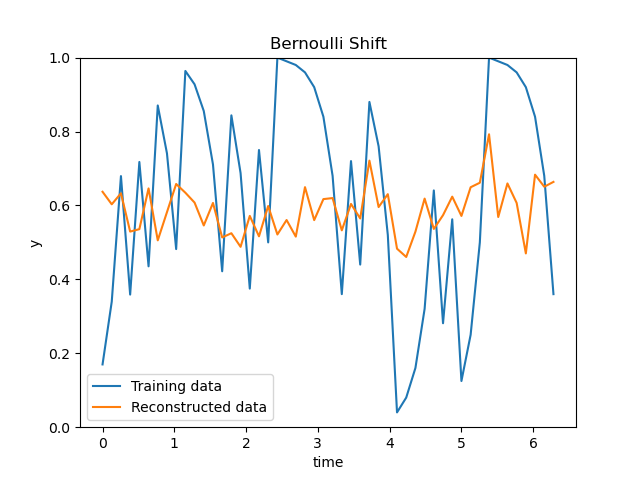 Bernoulli Shift
1.0
0.8
0.6
0.4
0.2
0.0
y
Training data
Reconstructed data
0 1 2 3 4 5 6
time